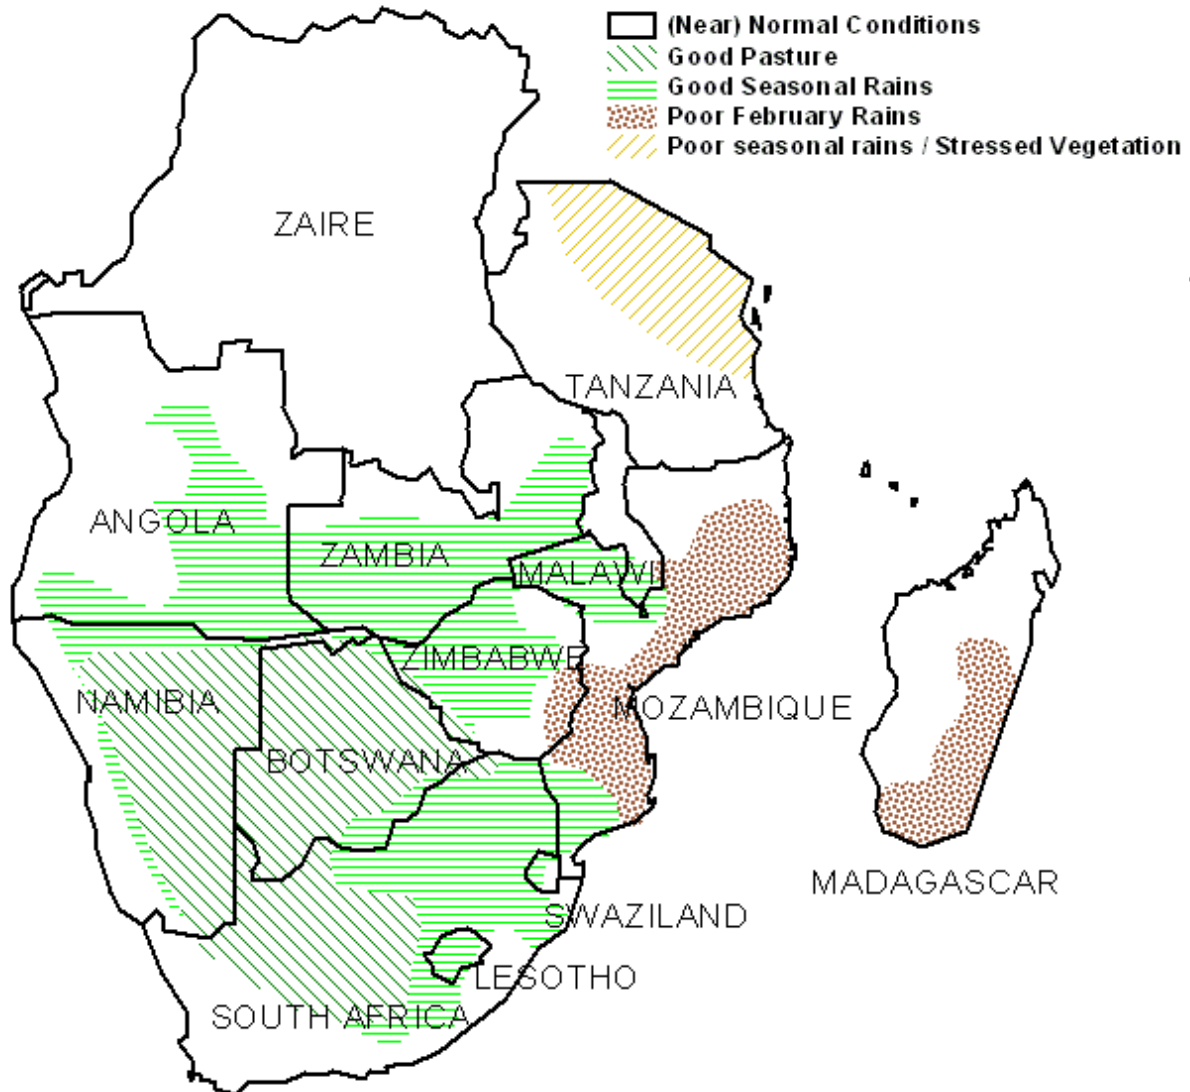 (Near) Normal Conditions
Good Pasture
Good Seasonal Rains
Poor February Rains
Poor seasonal rains / Stressed Vegetation
ZAIRE
TANZANIA
ANGOLA
ZAMBIA
MALAWI
ZIMBABWE
NAMIBIA
MOZAMBIQUE
BOTSWANA
MADAGASCAR
SWAZILAND
LESOTHO
SOUTH AFRICA